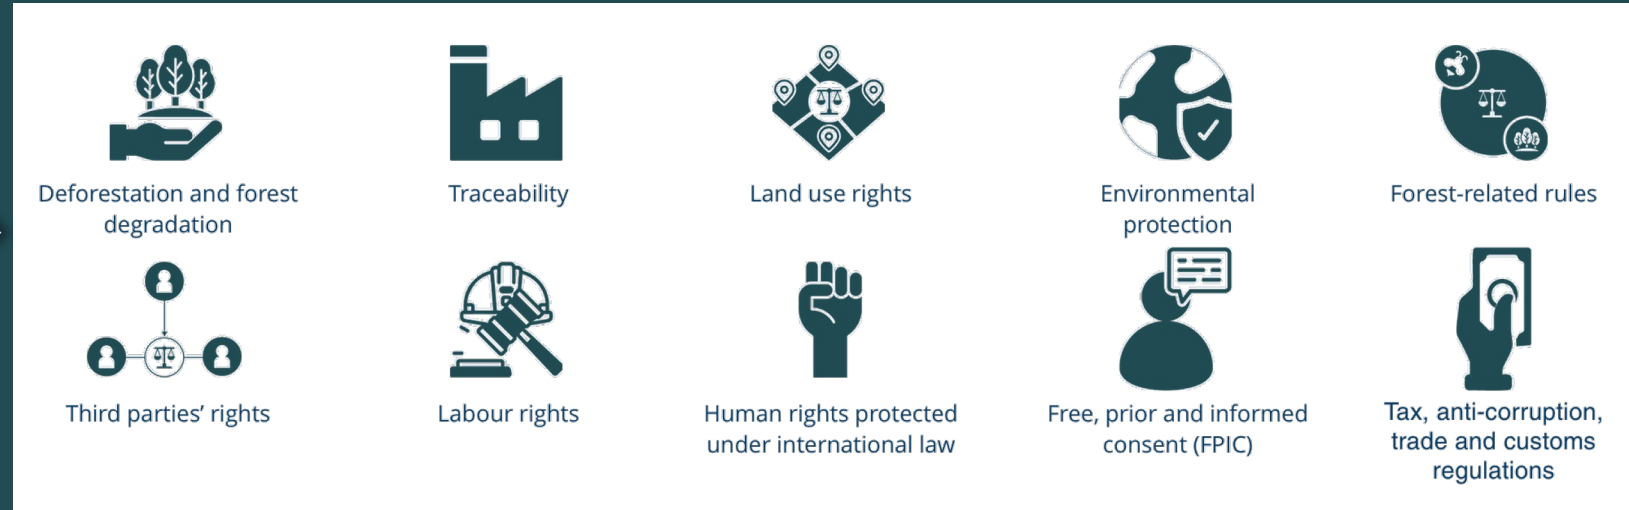 Deforestation and forest
degradation
Traceability
Land use rights
Environmental
protection
Forest-related rules
Third parties’ rights
Labour rights
Human rights protected
under international law
Free, prior and informed
consent (FPIC)
Tax, anti-corruption,
trade and customs
regulations